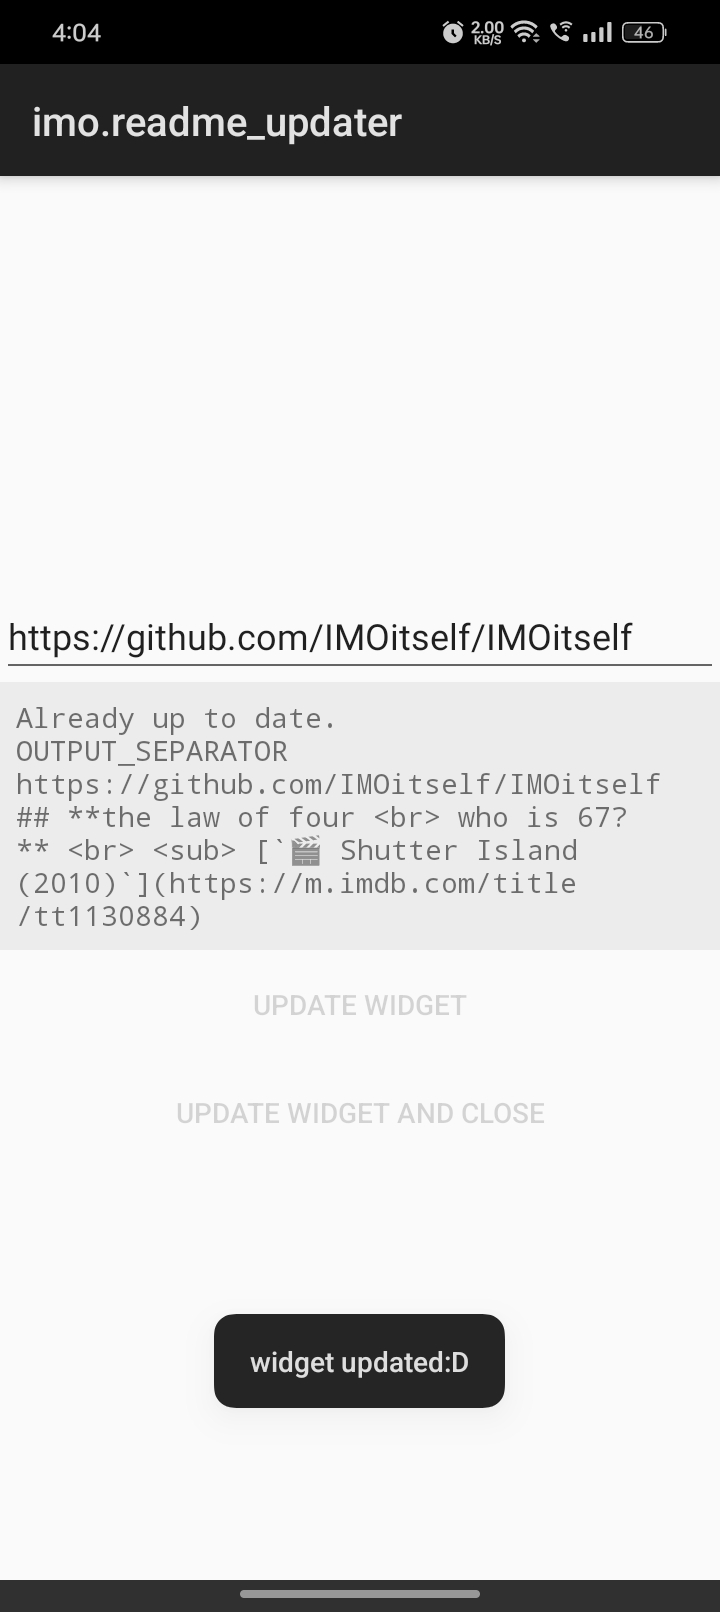 4:04
2.00
KB/S
46
imo.readme_updater
https://github.com/IMOitself/IMOitself
Already up to date.
OUTPUT_SEPARATOR
https://github.com/IMOitself/IMOitself
## **the law of four <br> who is 67?
** <br> <sub> [`🎬 Shutter Island
(2010)`](https://m.imdb.com/title
/tt1130884)
UPDATE WIDGET
UPDATE WIDGET AND CLOSE
widget updated:D